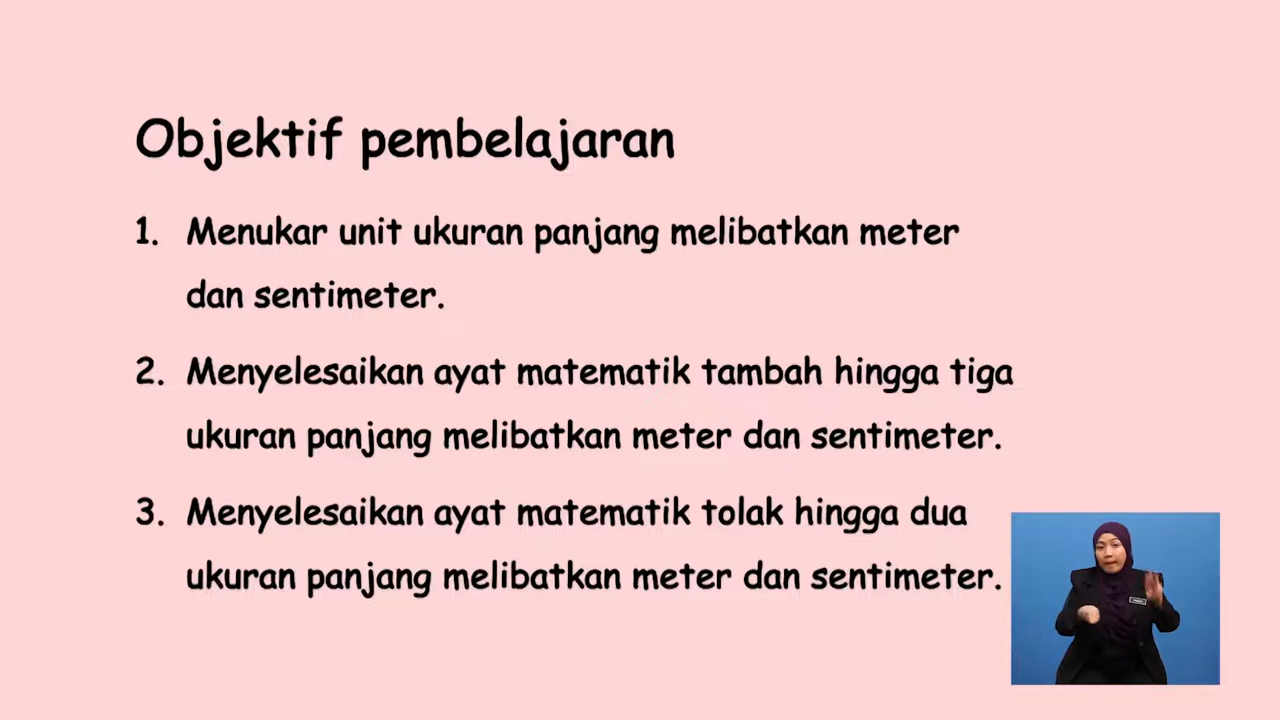 Objektif pembelajaran
1. Menukar unit ukuran panjang melibatkan meter
dan sentimeter.
2. Menyelesaikan ayat matematik tambah hingga tiga
ukuran panjang melibatkan meter dan sentimeter.
3. Menyelesaikan ayat matematik tolak hingga dua
ukuran panjang melibatkan meter dan sentimeter.